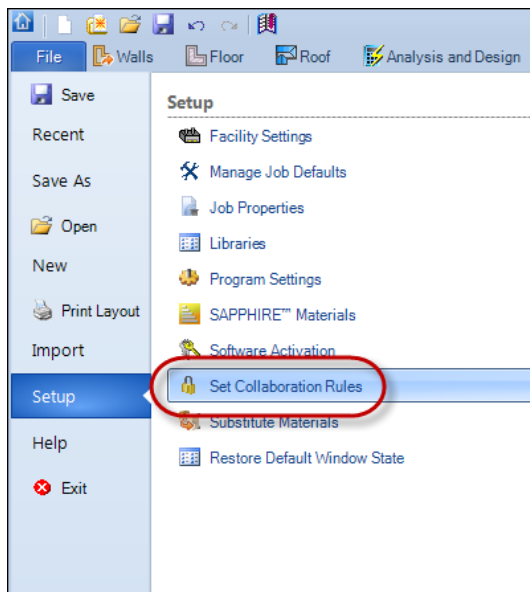 File Walls Floor Roof Analysis and Design
Save
Recent
Save As
Open
New
Print Layout
Import
Setup
Help
Exit
Setup
Facility Settings
Manage Job Defaults
Job Properties
Libraries
Program Settings
SAPPHIRE™ Materials
Software Activation
Set Collaboration Rules
Substitute Materials
Restore Default Window State